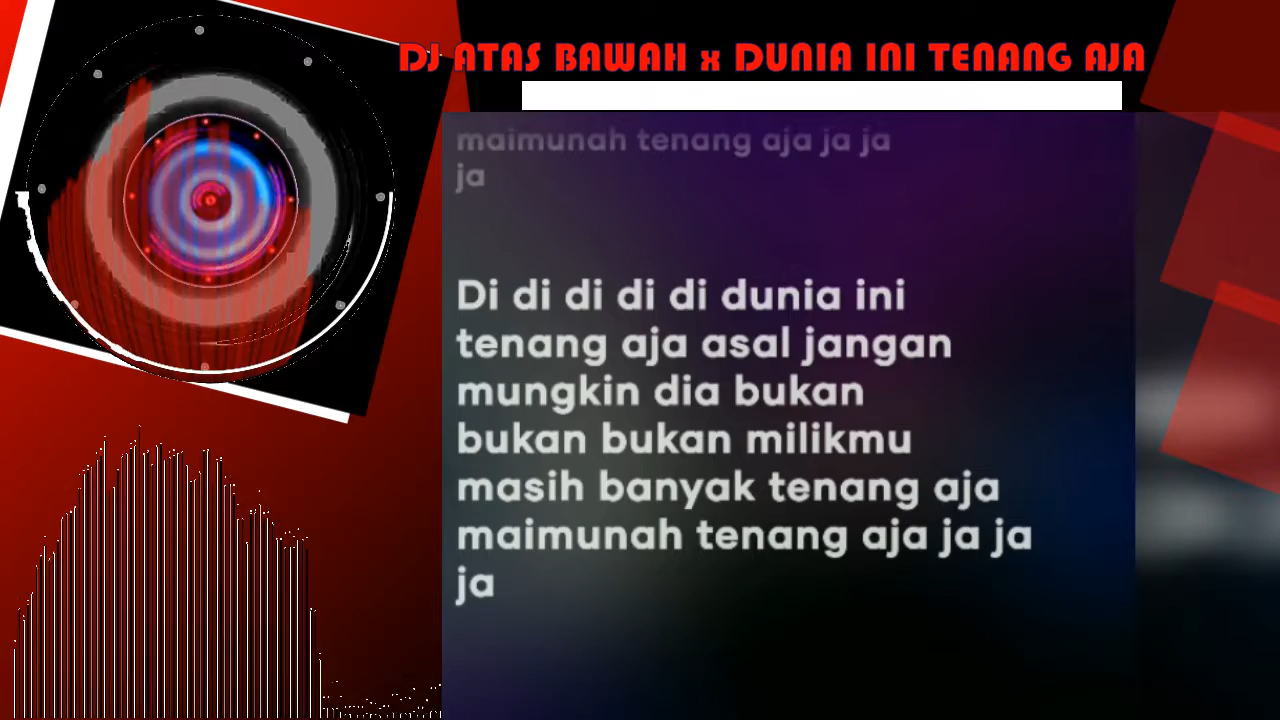 DJ ATAS BAWAH x DUNIA INI TENANG AJA
maimunah tenang aja ja ja
ja
Di di di di di dunia ini
tenang aja asal jangan
mungkin dia bukan
bukan bukan milikmu
masih banyak tenang aja
maimunah tenang aja ja ja
ja